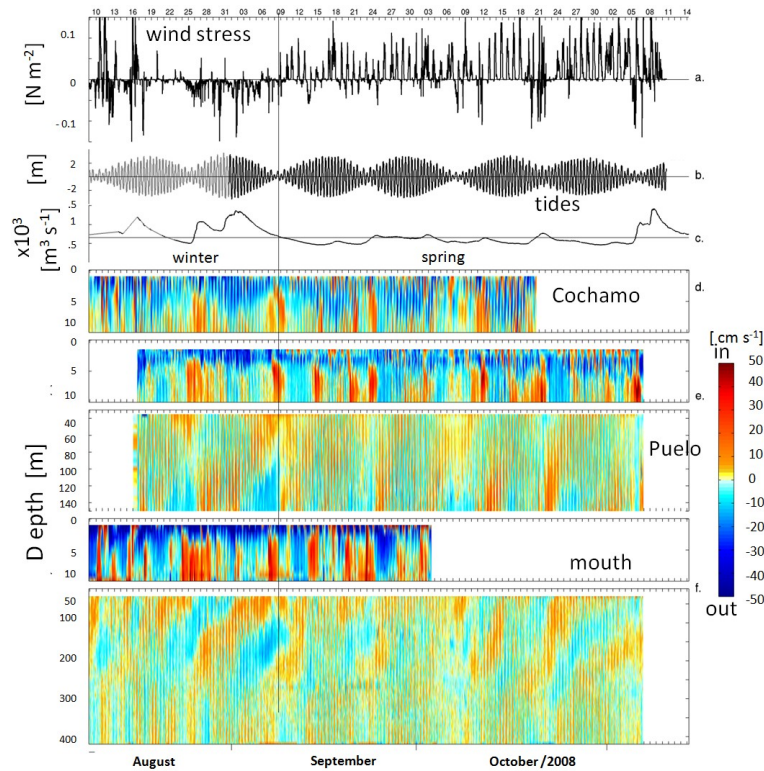 10 13 16 19 22 25 28 31 03 06 09 12 15 18 21 24 27 30 03 06 09 12 15 18 21 24 27 30 02 05 08 11 14
wind stress
0.1
0
- 0.1
[N m-2]
a.
2
0
-2
[m]
b.
tides
.5
1
.5
x10³
[m³ s-1]
c.
winter
spring
0
5
10
Cochamo
d.
0
5
10
e.
[ cm s-1]
in
50
40
30
20
10
0
-10
-20
-30
-40
-50
out
40
60
80
100
120
140
Puelo
D epth [m]
0
5
10
mouth
f.
50
100
200
300
400
August
September
October /2008